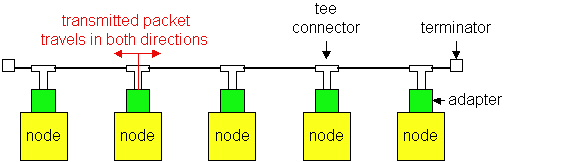 transmitted packet
travels in both directions
tee
connector
terminator
adapter
node
node
node
node
node